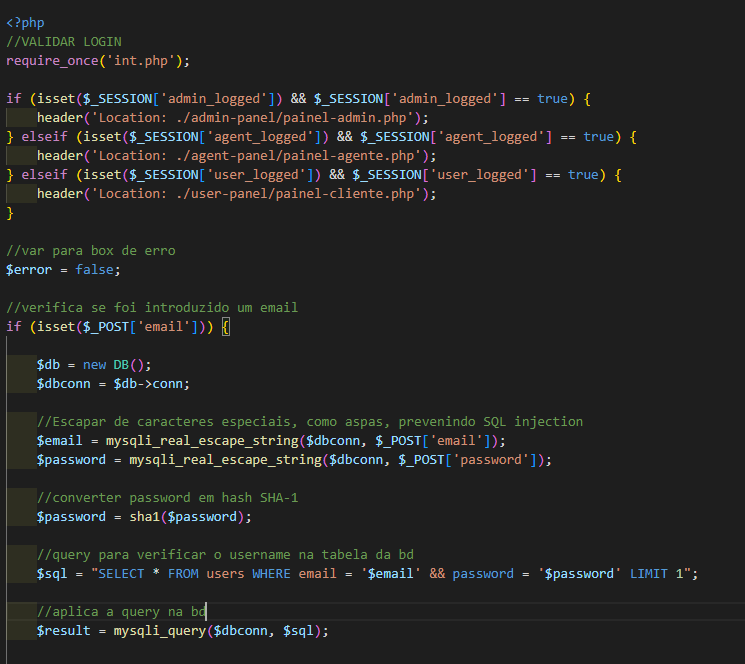 <?php
//VALIDAR LOGIN
require_once('int.php');
if (isset($_SESSION['admin_logged']) && $_SESSION['admin_logged'] == true) {
header('Location: ./admin-panel/painel-admin.php');
} elseif (isset($_SESSION['agent_logged']) && $_SESSION['agent_logged'] == true) {
header('Location: ./agent-panel/painel-agente.php');
} elseif (isset($_SESSION['user_logged']) && $_SESSION['user_logged'] == true) {
header('Location: ./user-panel/painel-cliente.php');
}
//var para box de erro
$error = false;
//verifica se foi introduzido um email
if (isset($_POST['email'])) {
$db = new DB();
$dbconn = $db->conn;
//Escapar de caracteres especiais, como aspas, prevenindo SQL injection
$email = mysqli_real_escape_string($dbconn, $_POST['email']);
$password = mysqli_real_escape_string($dbconn, $_POST['password']);
//converter password em hash SHA-1
$password = sha1($password);
//query para verificar o username na tabela da bd
$sql = "SELECT * FROM users WHERE email = '$email' && password = '$password' LIMIT 1";
//aplica a query na bd
$result = mysqli_query($dbconn, $sql);